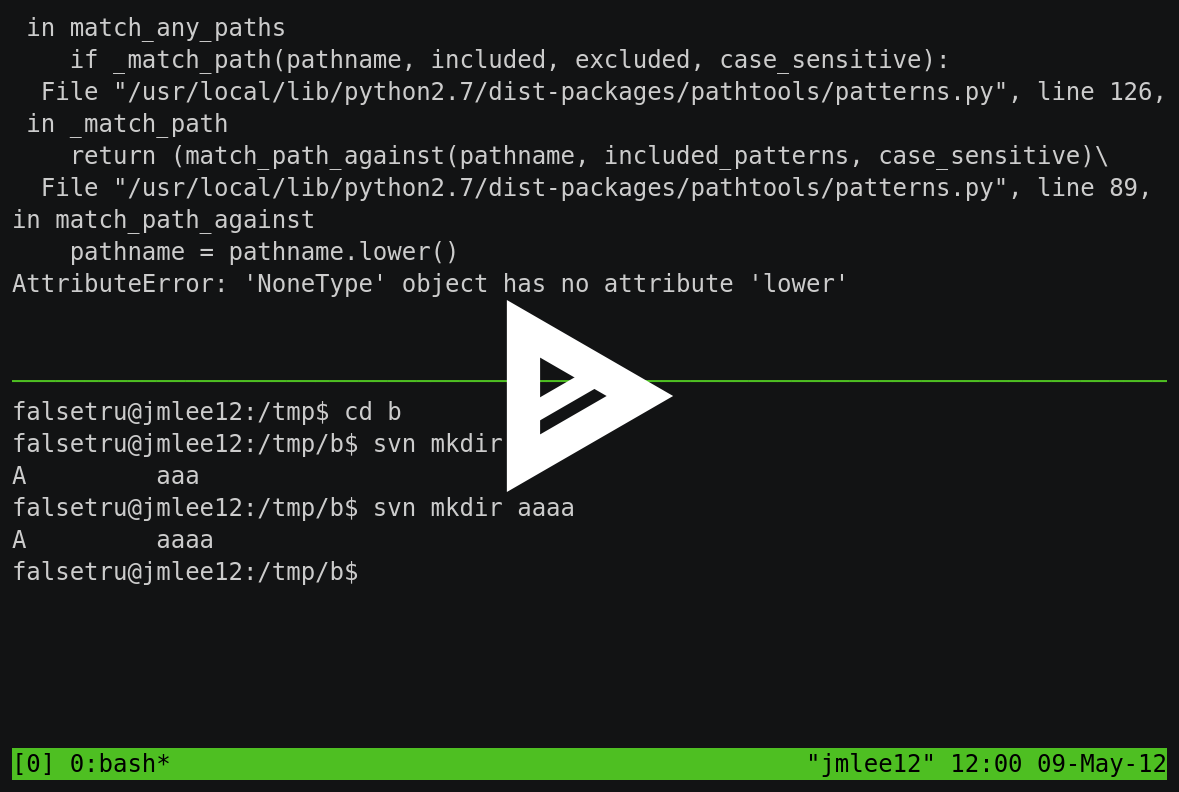 in match_any_paths
if _match_path(pathname, included, excluded, case_sensitive):
File "/usr/local/lib/python2.7/dist-packages/pathtools/patterns.py", line 126,
in _match_path
return (match_path_against(pathname, included_patterns, case_sensitive)\
File "/usr/local/lib/python2.7/dist-packages/pathtools/patterns.py", line 89,
in match_path_against
pathname = pathname.lower()
AttributeError: 'NoneType' object has no attribute 'lower'
falsetru@jmlee12:/tmp$ cd b
falsetru@jmlee12:/tmp/b$ svn mkdir
A         aaa
falsetru@jmlee12:/tmp/b$ svn mkdir aaaa
A         aaaa
falsetru@jmlee12:/tmp/b$
[0] 0:bash* "jmlee12" 12:00 09-May-12